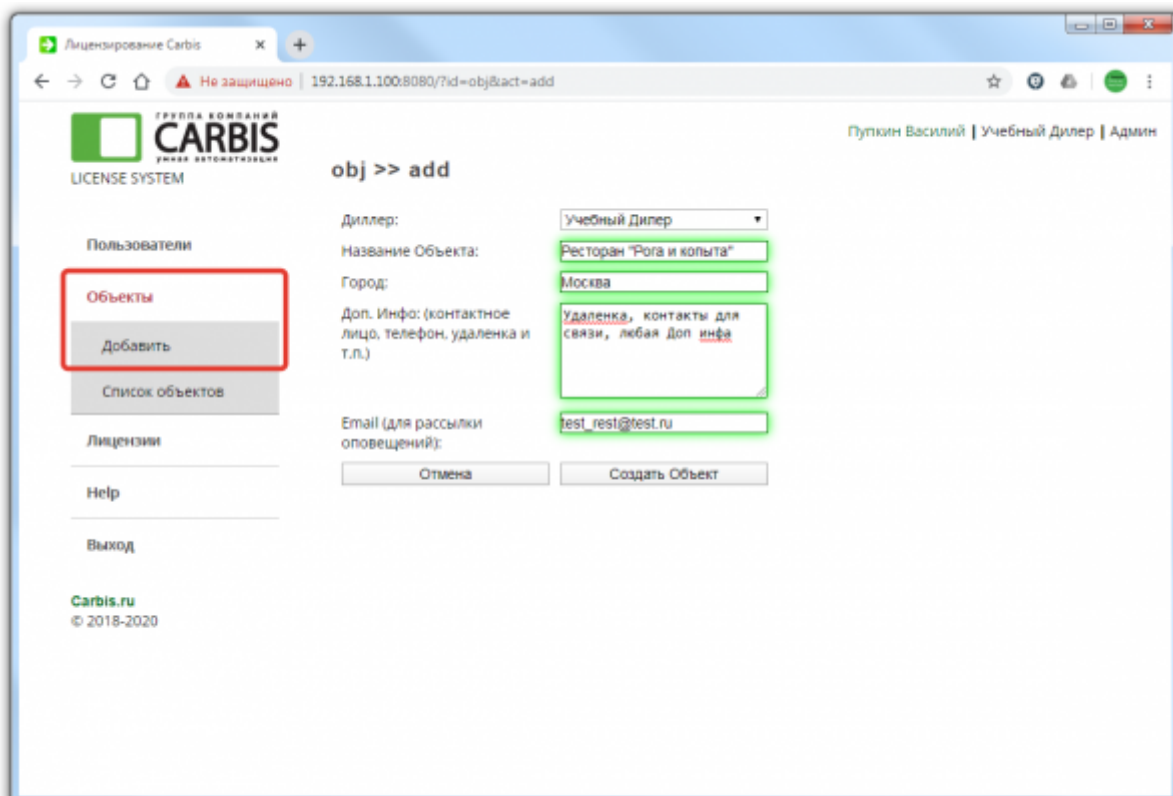 Лицензирование Carbis
Не защищено | 192.168.1.100:8080/?id=obj&act=add
ГРУППА КОМПАНИЙ
CARBIS
умная автоматизация
LICENSE SYSTEM
Пупкин Василий | Учебный Дилер | Админ
obj >> add
Пользователи
Объекты
Добавить
Список объектов
Лицензии
Help
Выход
Carbis.ru
© 2018-2020
Диллер:
Учебный Дилер
Название Объекта:
Ресторан "Рога и копыта"
Город:
Москва
Доп. Инфо: (контактное
лицо, телефон, удаленка и
т.п.)
Удаленка, контакты для
связи, любая Доп инфа
Email (для рассылки
оповещений):
test_rest@test.ru
Отмена
Создать Объект